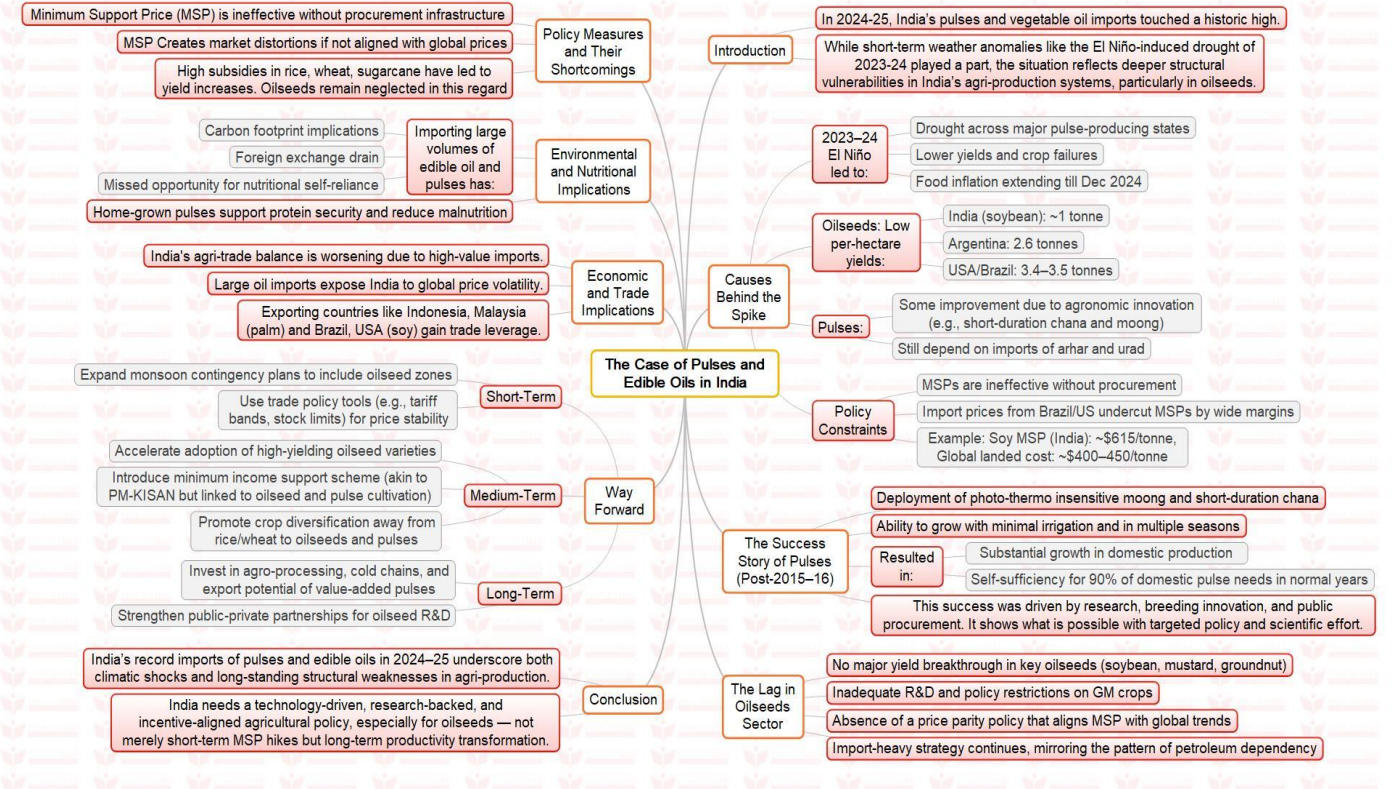 The Case of Pulses and
Edible Oils in India
Introduction
In 2024-25, India's pulses and vegetable oil imports touched a historic high.
While short-term weather anomalies like the El Niño-induced drought of
2023-24 played a part, the situation reflects deeper structural
vulnerabilities in India's agri-production systems, particularly in oilseeds.
Causes
Behind the
Spike
2023–24
El Niño
led to:
Drought across major pulse-producing states
Lower yields and crop failures
Food inflation extending till Dec 2024
Oilseeds: Low
per-hectare
yields:
India (soybean): ~1 tonne
Argentina: 2.6 tonnes
USA/Brazil: 3.4–3.5 tonnes
Pulses:
Some improvement due to agronomic innovation
(e.g., short-duration chana and moong)
Still depend on imports of arhar and urad
Policy
Constraints
MSPs are ineffective without procurement
Import prices from Brazil/US undercut MSPs by wide margins
Example: Soy MSP (India): ~$615/tonne,
Global landed cost: ~$400–450/tonne
The Success
Story of Pulses
(Post-2015–16)
Deployment of photo-thermo insensitive moong and short-duration chana
Ability to grow with minimal irrigation and in multiple seasons
Resulted
in:
Substantial growth in domestic production
Self-sufficiency for 90% of domestic pulse needs in normal years
This success was driven by research, breeding innovation, and public
procurement. It shows what is possible with targeted policy and scientific effort.
The Lag in
Oilseeds
Sector
No major yield breakthrough in key oilseeds (soybean, mustard, groundnut)
Inadequate R&D and policy restrictions on GM crops
Absence of a price parity policy that aligns MSP with global trends
Import-heavy strategy continues, mirroring the pattern of petroleum dependency
Policy Measures
and Their
Shortcomings
Minimum Support Price (MSP) is ineffective without procurement infrastructure
MSP Creates market distortions if not aligned with global prices
High subsidies in rice, wheat, sugarcane have led to
yield increases. Oilseeds remain neglected in this regard
Environmental
and Nutritional
Implications
Importing large
volumes of
edible oil and
pulses has:
Carbon footprint implications
Foreign exchange drain
Missed opportunity for nutritional self-reliance
Home-grown pulses support protein security and reduce malnutrition
Economic
and Trade
Implications
India's agri-trade balance is worsening due to high-value imports.
Large oil imports expose India to global price volatility.
Exporting countries like Indonesia, Malaysia
(palm) and Brazil, USA (soy) gain trade leverage.
Way
Forward
Short-Term
Expand monsoon contingency plans to include oilseed zones
Use trade policy tools (e.g., tariff
bands, stock limits) for price stability
Medium-Term
Accelerate adoption of high-yielding oilseed varieties
Introduce minimum income support scheme (akin to
PM-KISAN but linked to oilseed and pulse cultivation)
Promote crop diversification away from
rice/wheat to oilseeds and pulses
Long-Term
Invest in agro-processing, cold chains, and
export potential of value-added pulses
Strengthen public-private partnerships for oilseed R&D
Conclusion
India's record imports of pulses and edible oils in 2024–25 underscore both
climatic shocks and long-standing structural weaknesses in agri-production.
India needs a technology-driven, research-backed, and
incentive-aligned agricultural policy, especially for oilseeds — not
merely short-term MSP hikes but long-term productivity transformation.